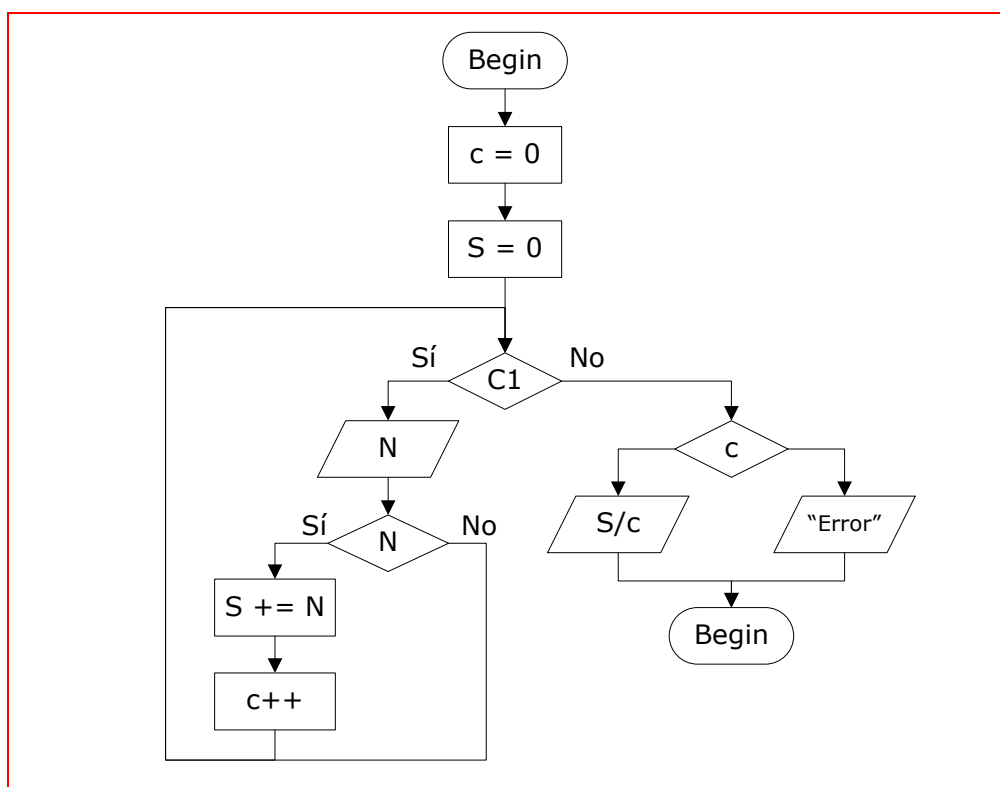 Begin
c = 0
S = 0
Sí
C1
No
N
c
Sí
N
No
S/c
“Error”
S += N
c++
Begin